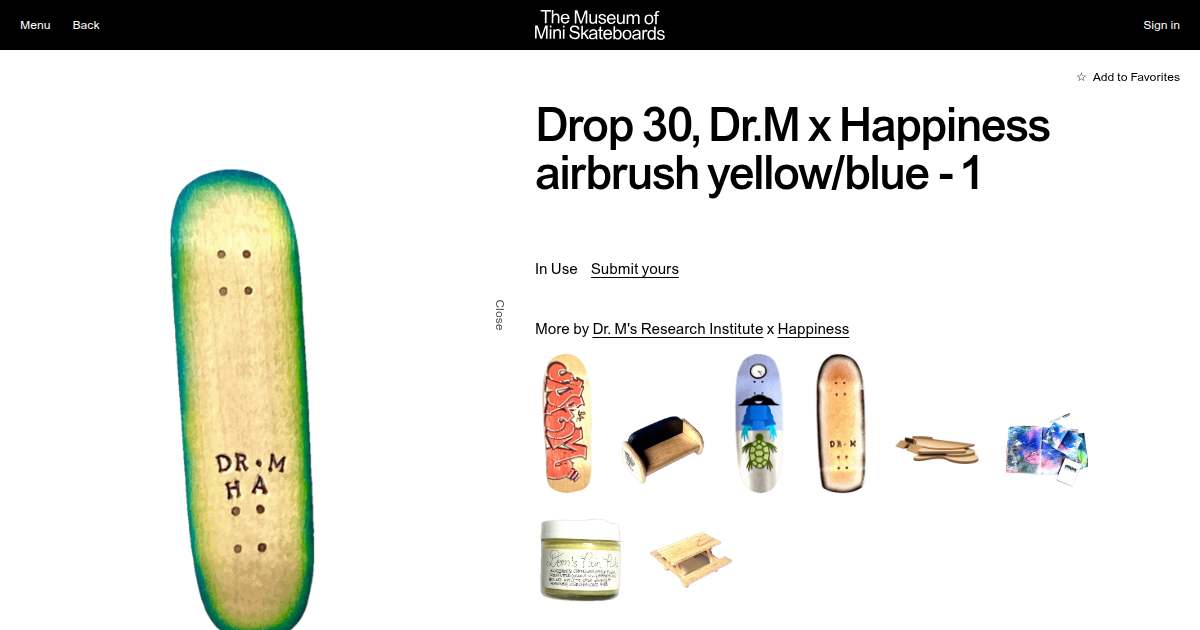 Menu
Back
The Museum of
Mini Skateboards
Sign in
☆ Add to Favorites
Drop 30, Dr.M x Happiness
airbrush yellow/blue - 1
In Use
Submit yours
Close
More by Dr. M's Research Institute x Happiness
DR•M
HA
DR•M